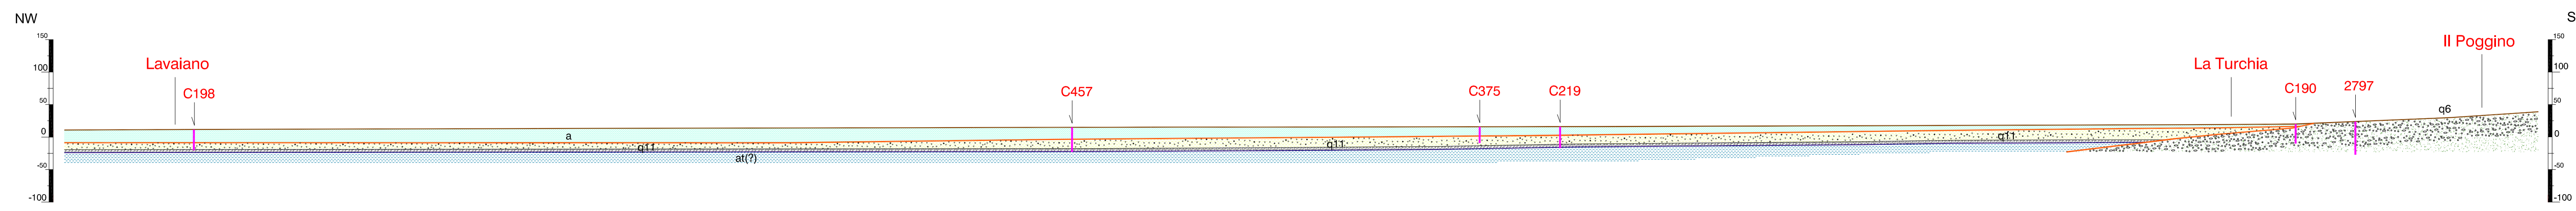 NW
S
150
100
50
0
-50
-100
Lavaiano
C198
C457
C375
C219
La Turchia
C190
2797
Il Poggino
a
q11
at(?)
q11
q11
q6
150
100
50
0
-50
-100